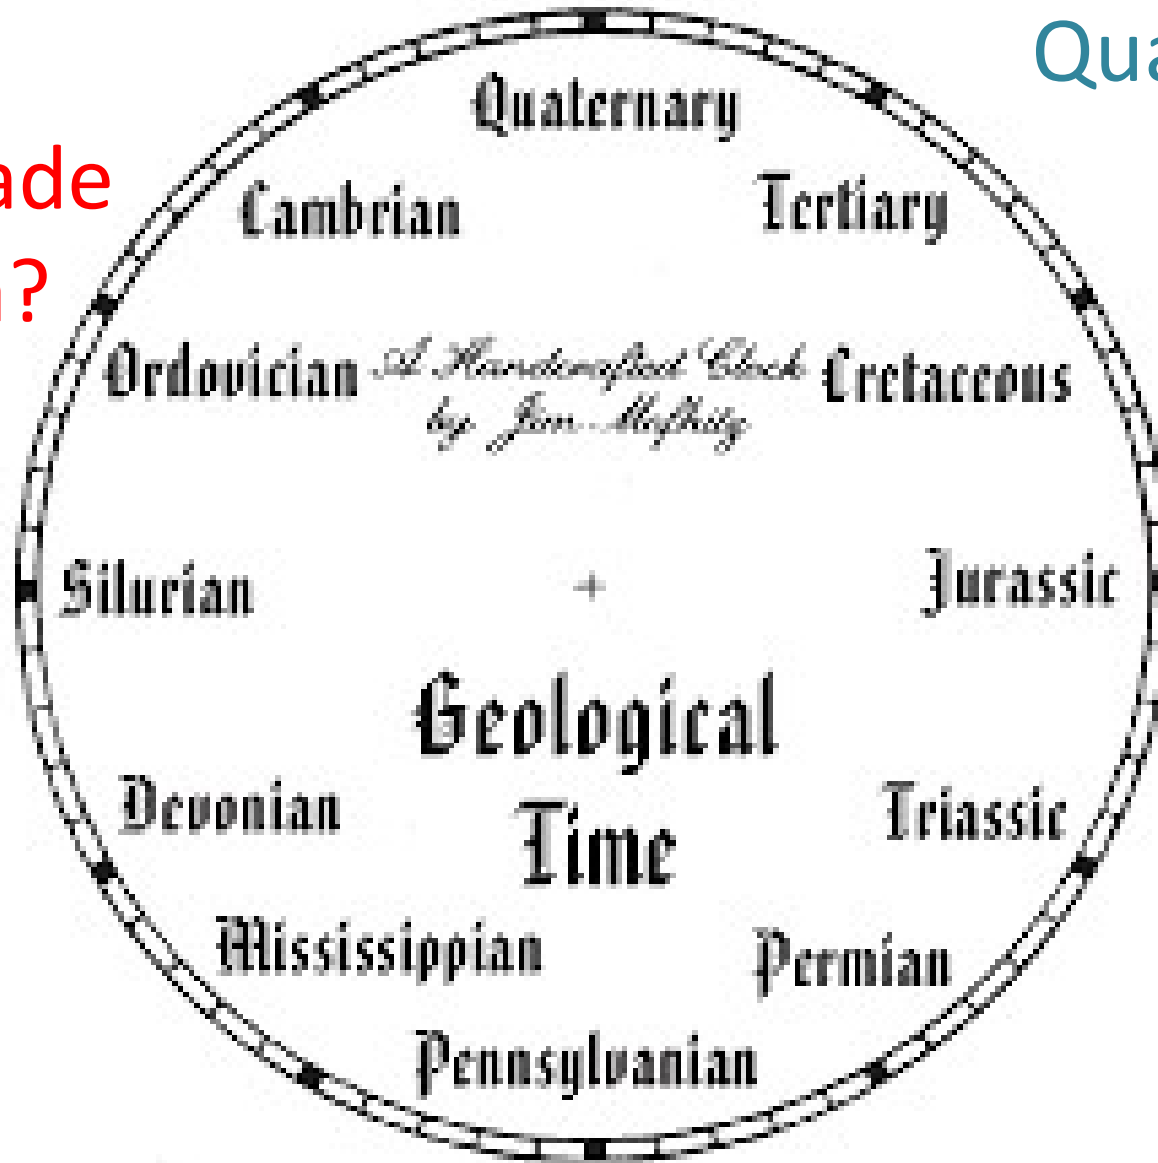 Qua
ade
?
Quaternary
Cambrian
Tertiary
Ordovician
A Handcrafted Clock
by Jim
Cretaceous
Silurian
Jurassic
Geological
Time
Devonian
Triassic
Mississippian
Permian
Pennsylvanian